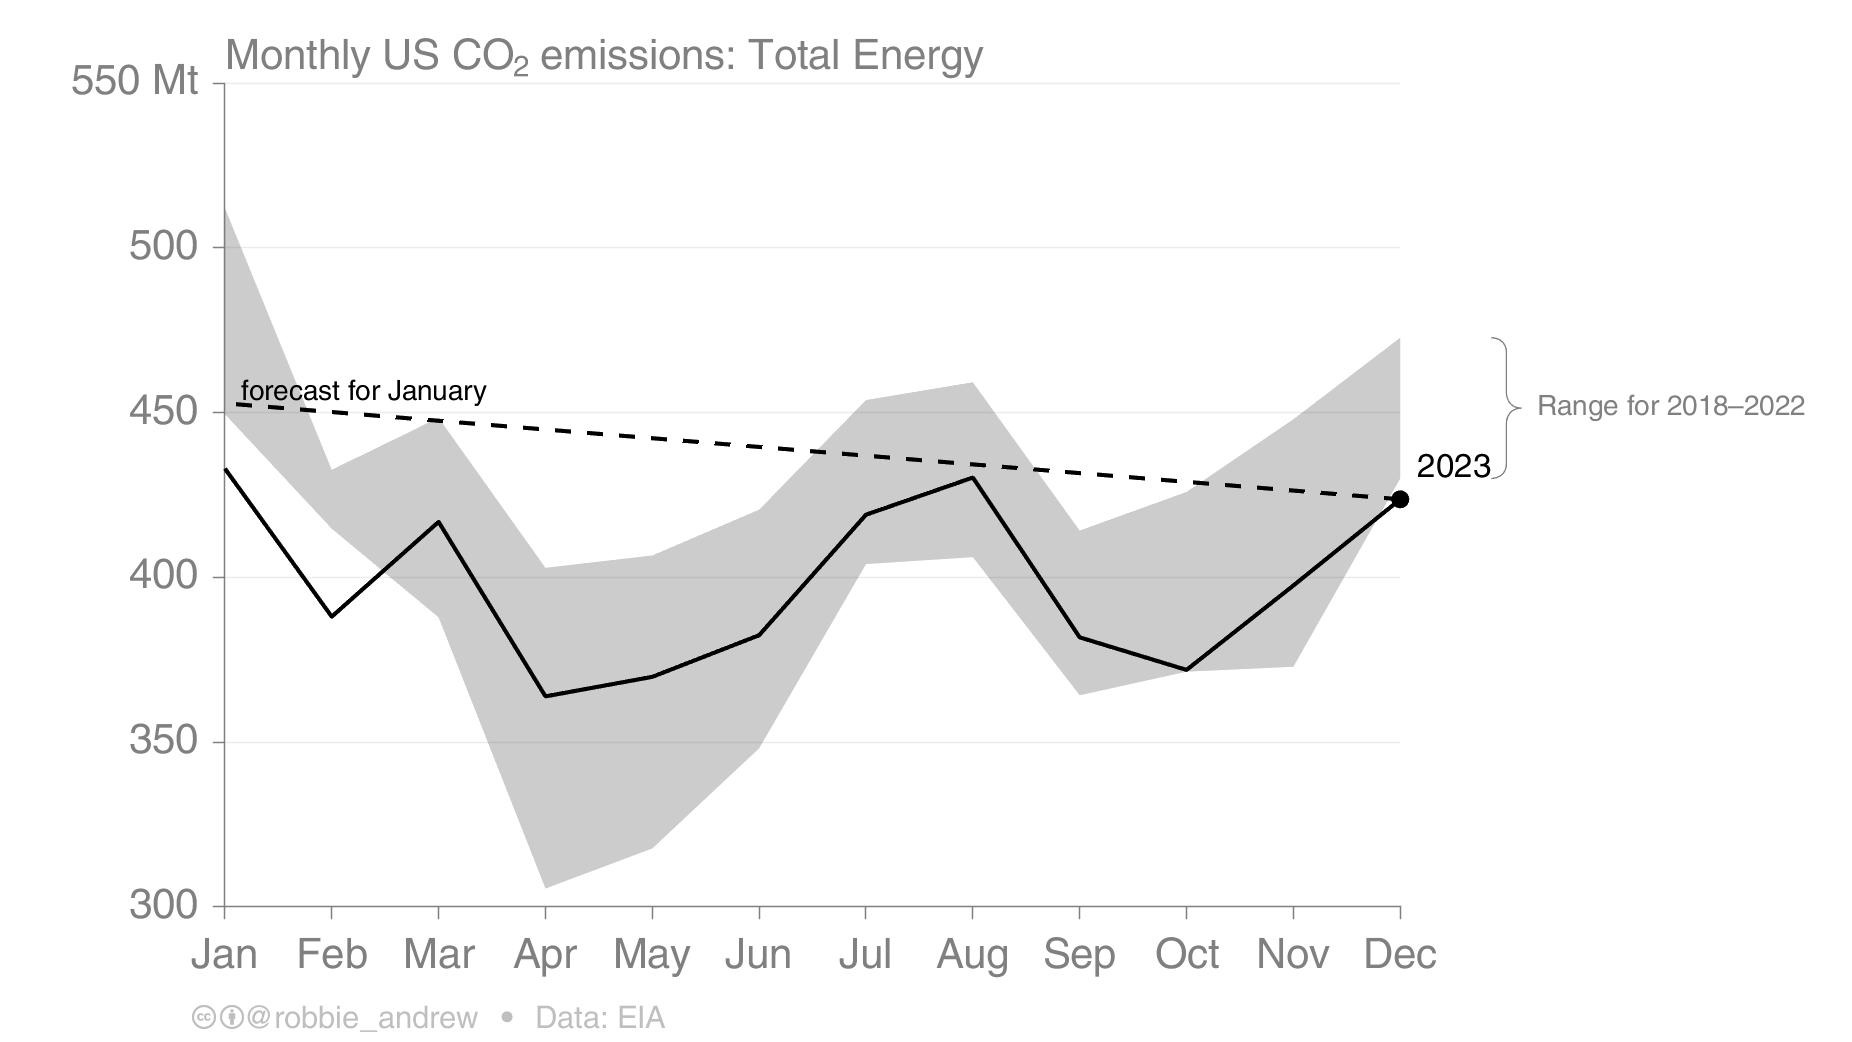 Monthly US CO₂ emissions: Total Energy
550 Mt
500
450
400
350
300
forecast for January
2023
Range for 2018–2022
Jan Feb Mar Apr May Jun Jul Aug Sep Oct Nov Dec
cc @robbie_andrew • Data: EIA